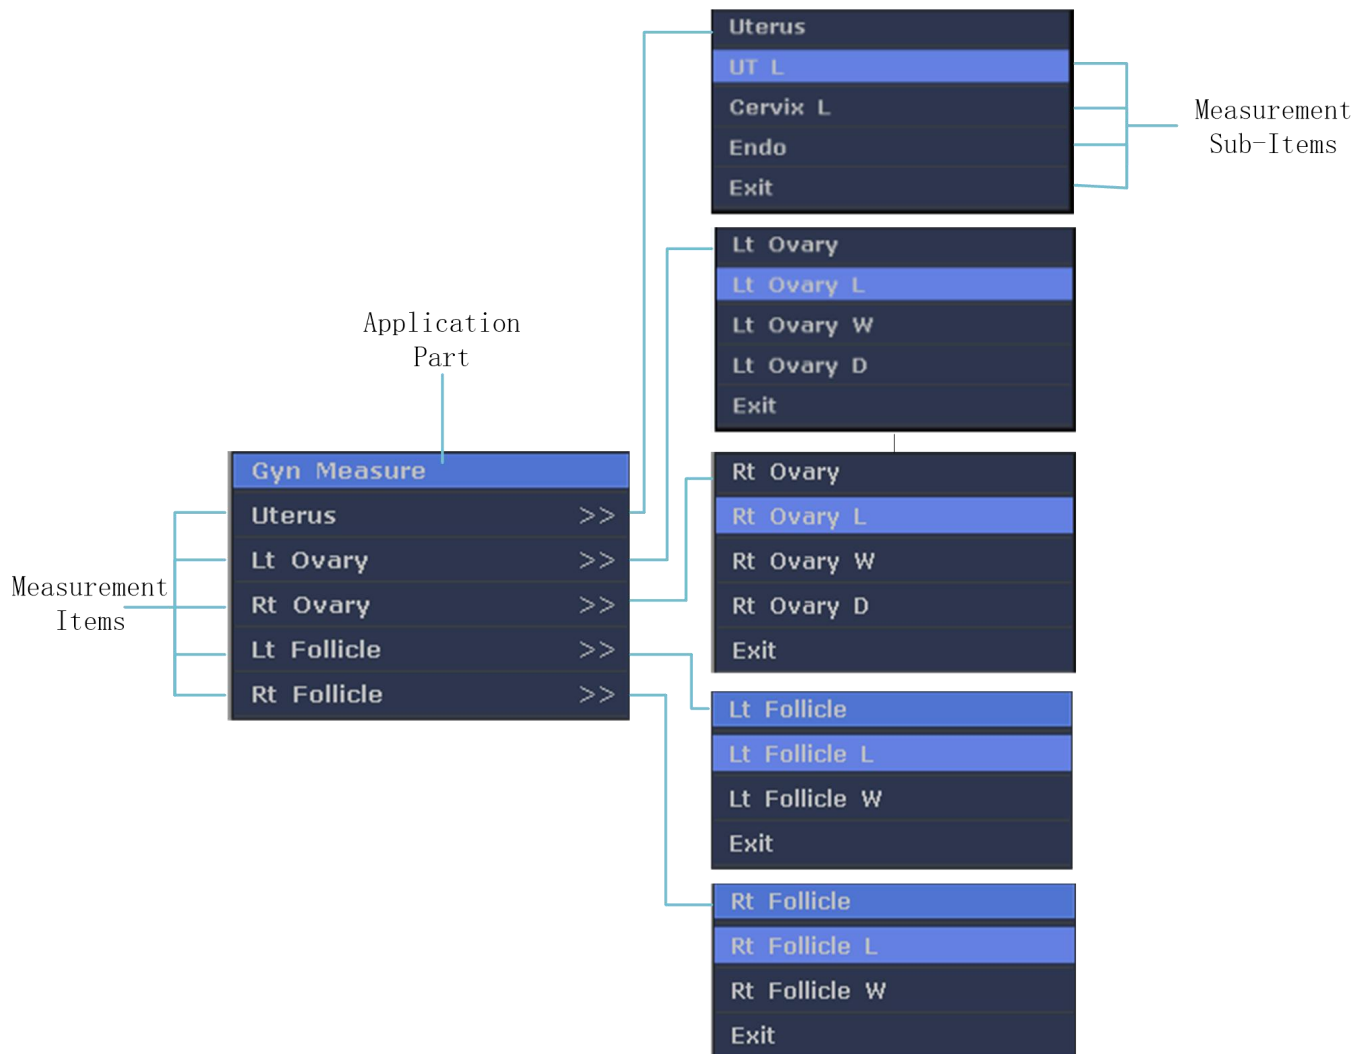 Uterus
UT L
Cervix L
Endo
Exit
Measurement
Sub-Items
Lt Ovary
Lt Ovary L
Lt Ovary W
Lt Ovary D
Exit
Application
Part
Gyn Measure
Uterus >>
Lt Ovary >>
Rt Ovary >>
Lt Follicle >>
Rt Follicle >>
Measurement
Items
Rt Ovary
Rt Ovary L
Rt Ovary W
Rt Ovary D
Exit
Lt Follicle
Lt Follicle L
Lt Follicle W
Exit
Rt Follicle
Rt Follicle L
Rt Follicle W
Exit